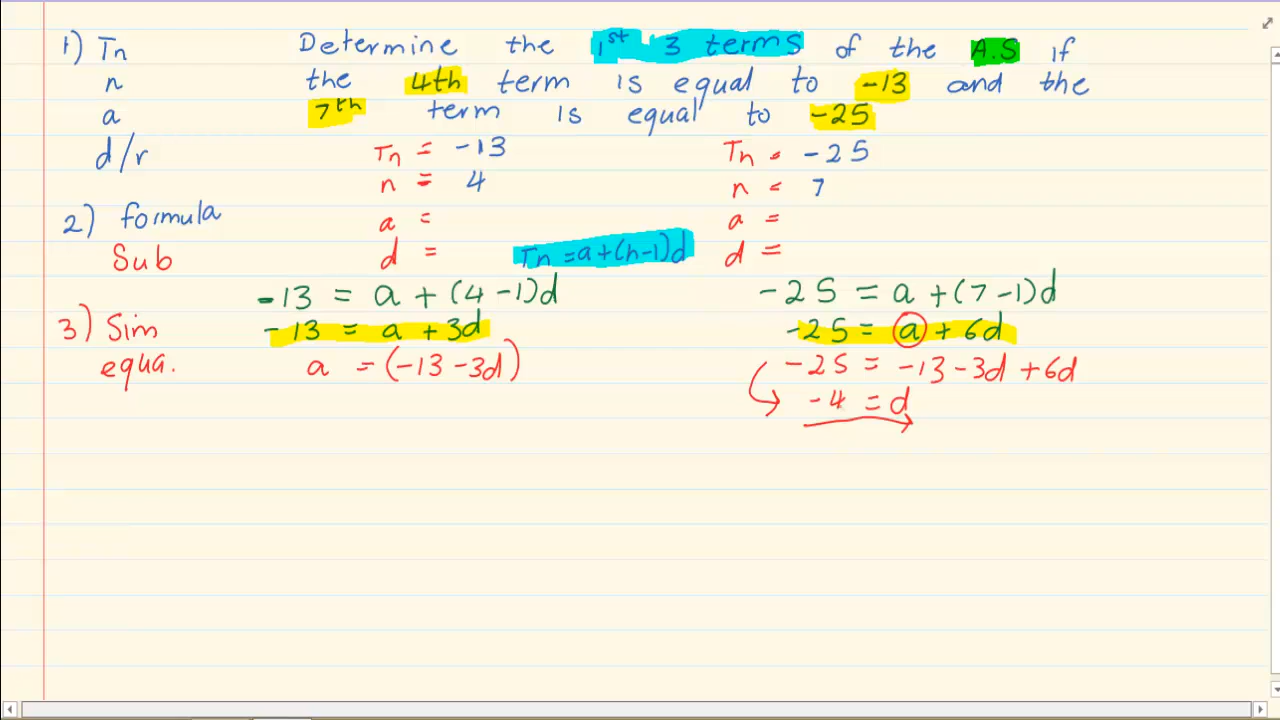 1) Tn Determine the 1st 3 terms of the A.S if
n the 4th term is equal to -13 and the
a 7th term is equal to -25
d/r Tn = -13 Tn = -25
n = 4 n = 7
2) formula a = a =
Sub d = Tn = a + (n-1)d d =
-13 = a + (4-1)d -25 = a + (7-1)d
3) Sim -13 = a + 3d -25 = a + 6d
equa. a = (-13 -3d) -25 = -13 -3d + 6d
-4 = d